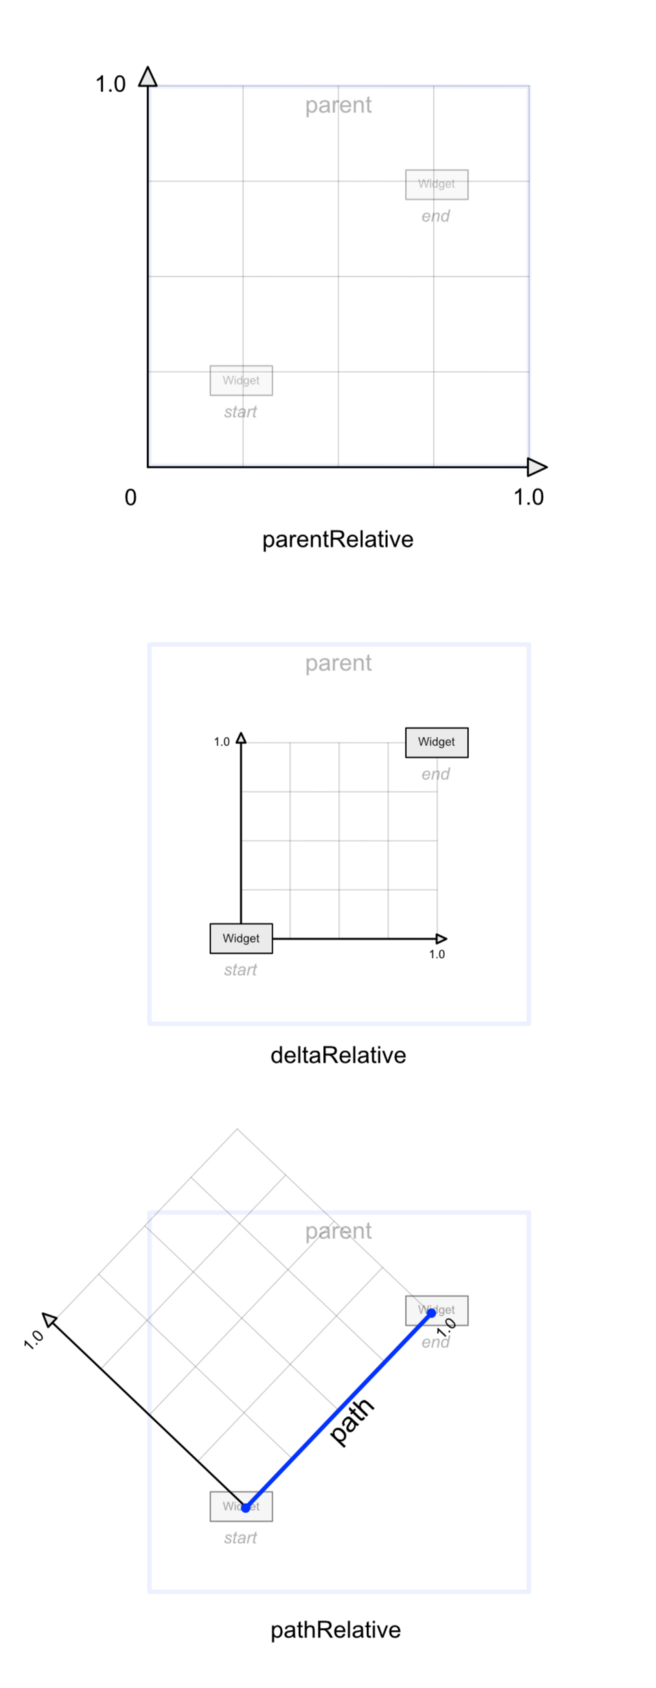 1.0
parent
Widget
end
Widget
start
0
1.0
parentRelative
parent
1.0
Widget
end
Widget
1.0
start
deltaRelative
parent
1.0
Widget
1.0
end
path
Widget
start
pathRelative